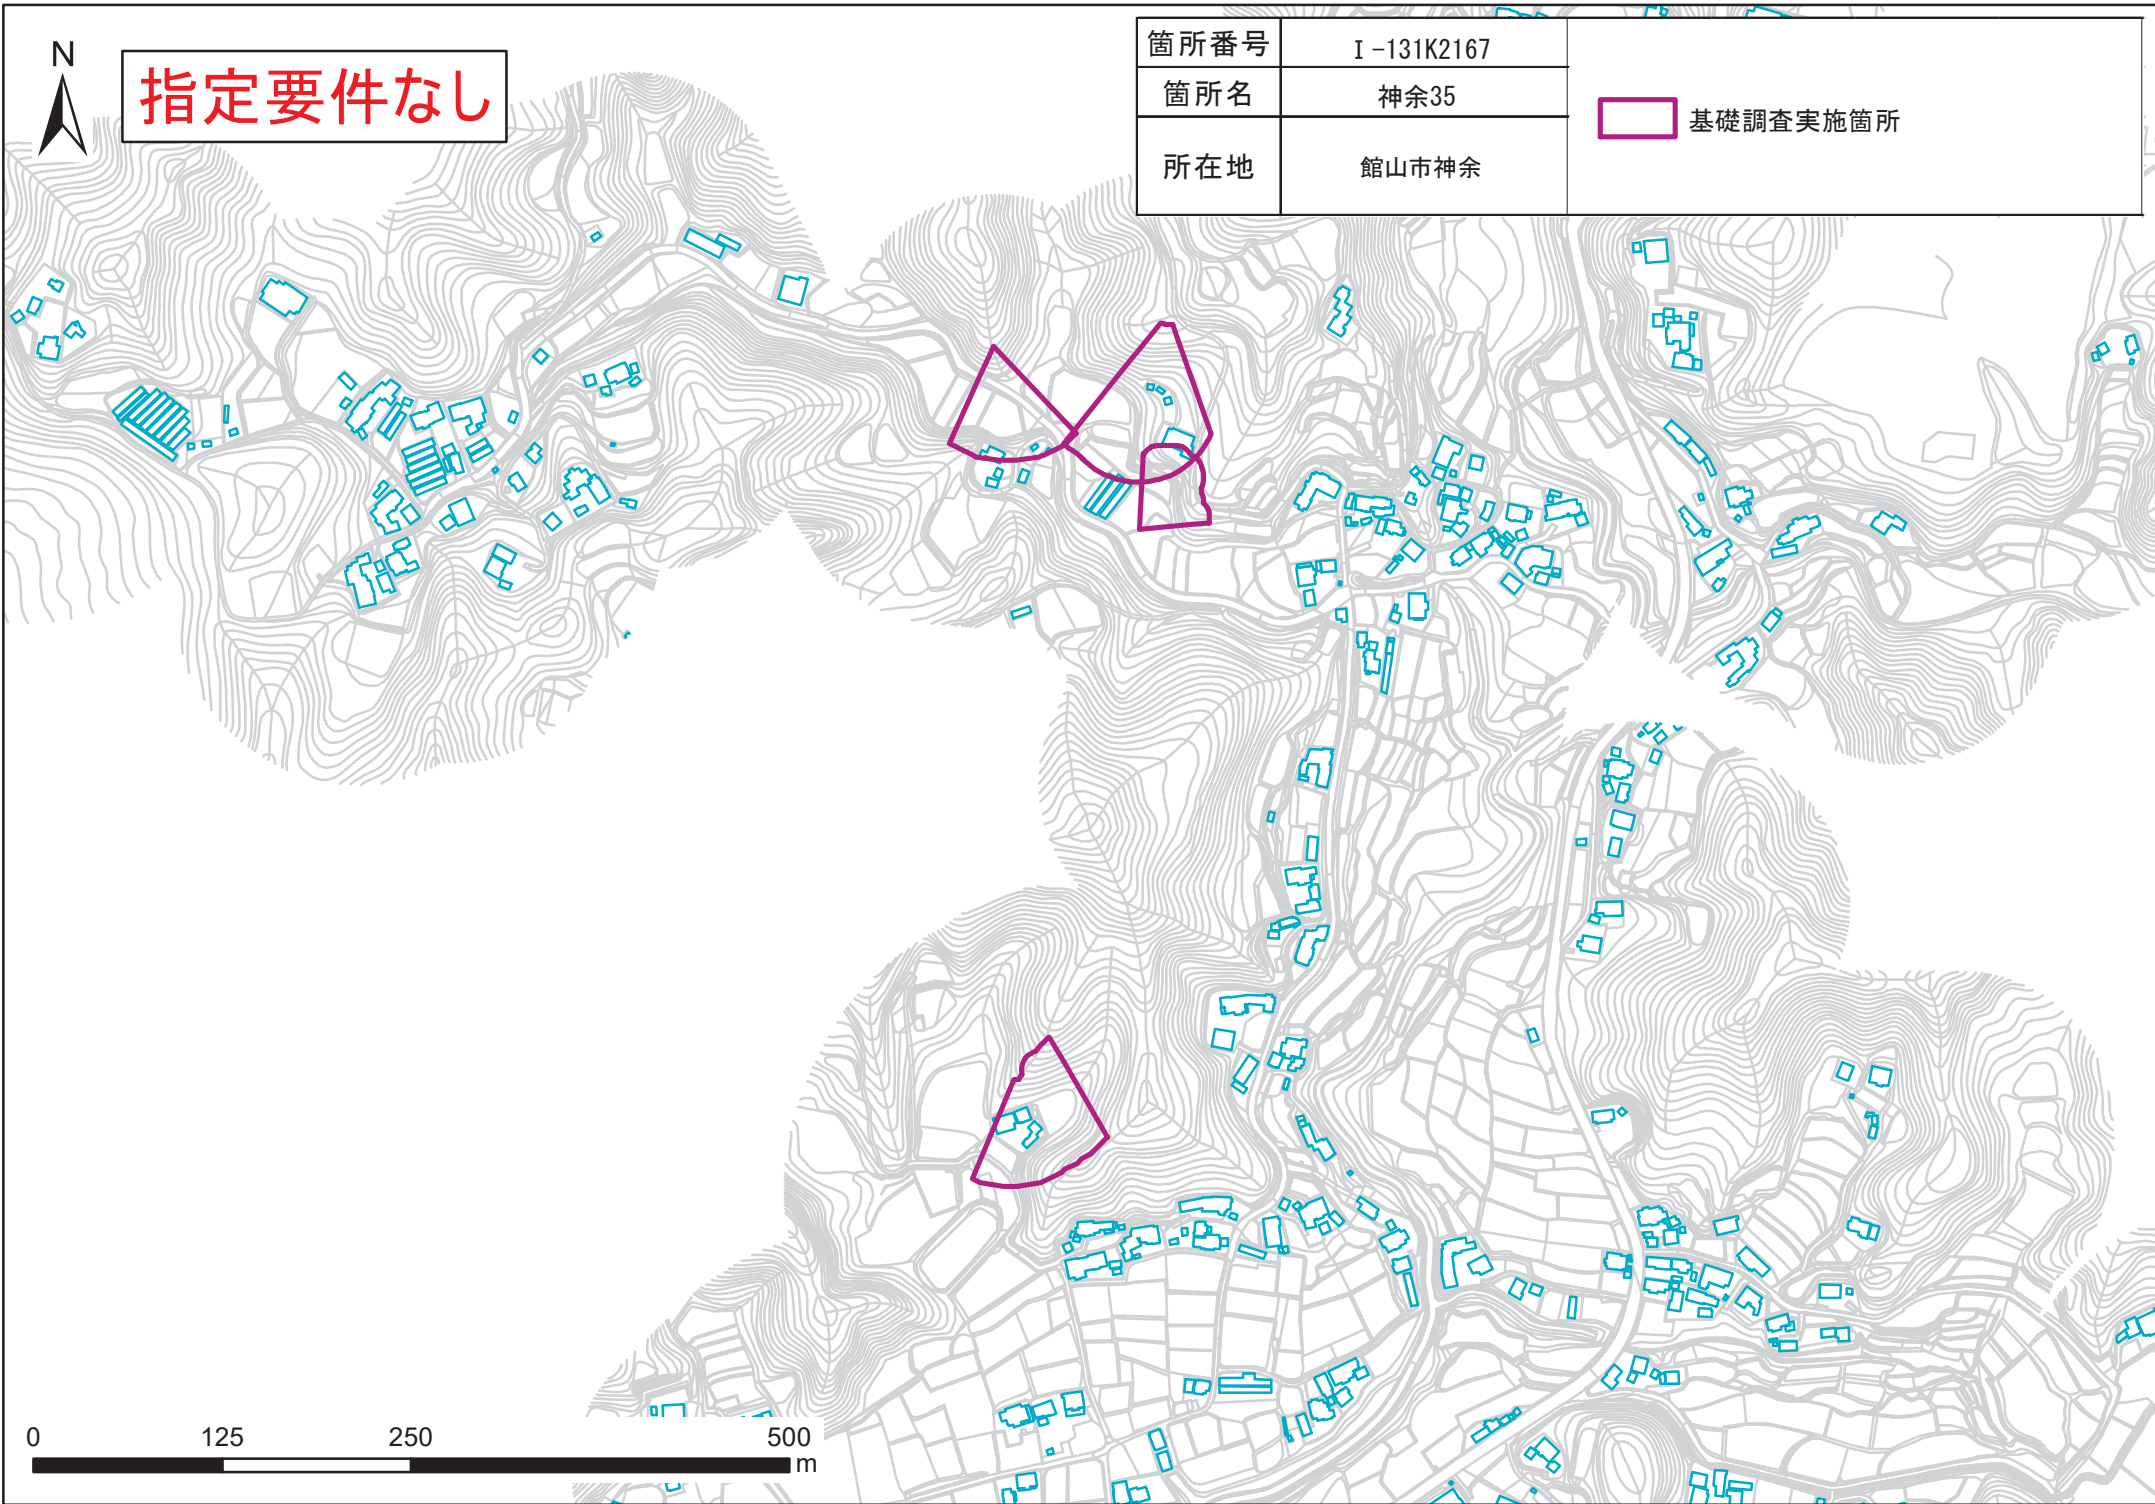 N
指定要件なし
箇所番号 Ⅰ-131K2167
箇所名 神余35
所在地 館山市神余
基礎調査実施箇所
0 125 250 500
m